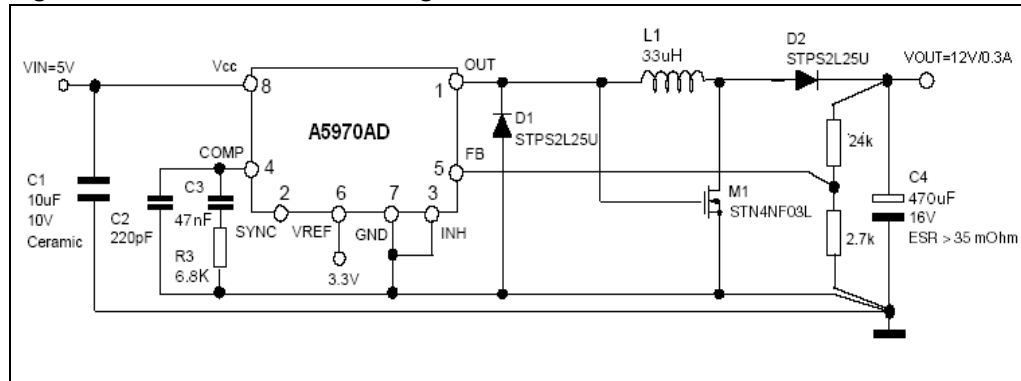 VIN=5V
Vcc
8
A5970AD
OUT
1
L1
33uH
D2
STPS2L25U
VOUT=12V/0.3A
D1
STPS2L25U
FB
5
24k
COMP
4
C1
10uF
10V
Ceramic
C2
220pF
C3
47nF
R3
6.8K
2
SYNC
6
VREF
3.3V
7
GND
3
INH
M1
STN4NF03L
2.7k
C4
470uF
16V
ESR > 35 mOhm